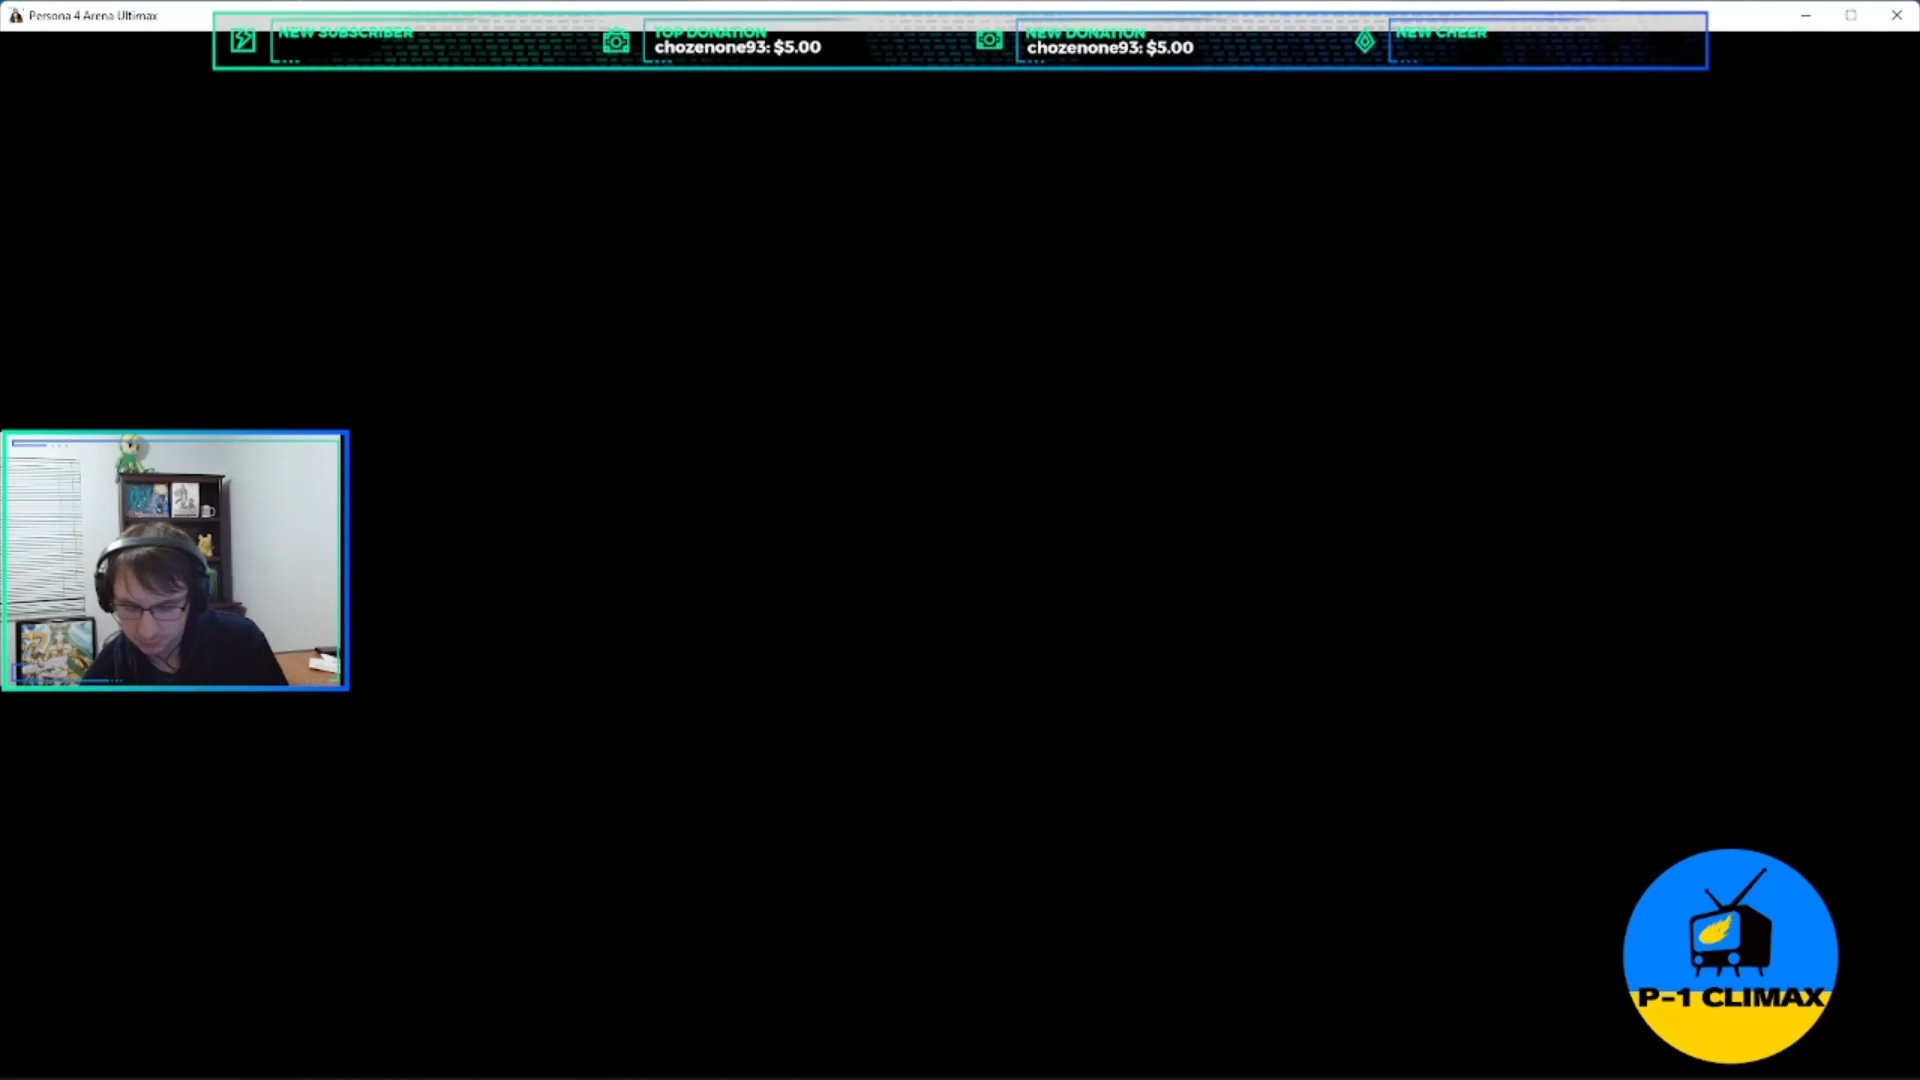 Persona 4 Arena Ultimax
NEW SUBSCRIBER
TOP DONATION
chozenone93: $5.00
NEW DONATION
chozenone93: $5.00
NEW CHEER
P-1 CLIMAX